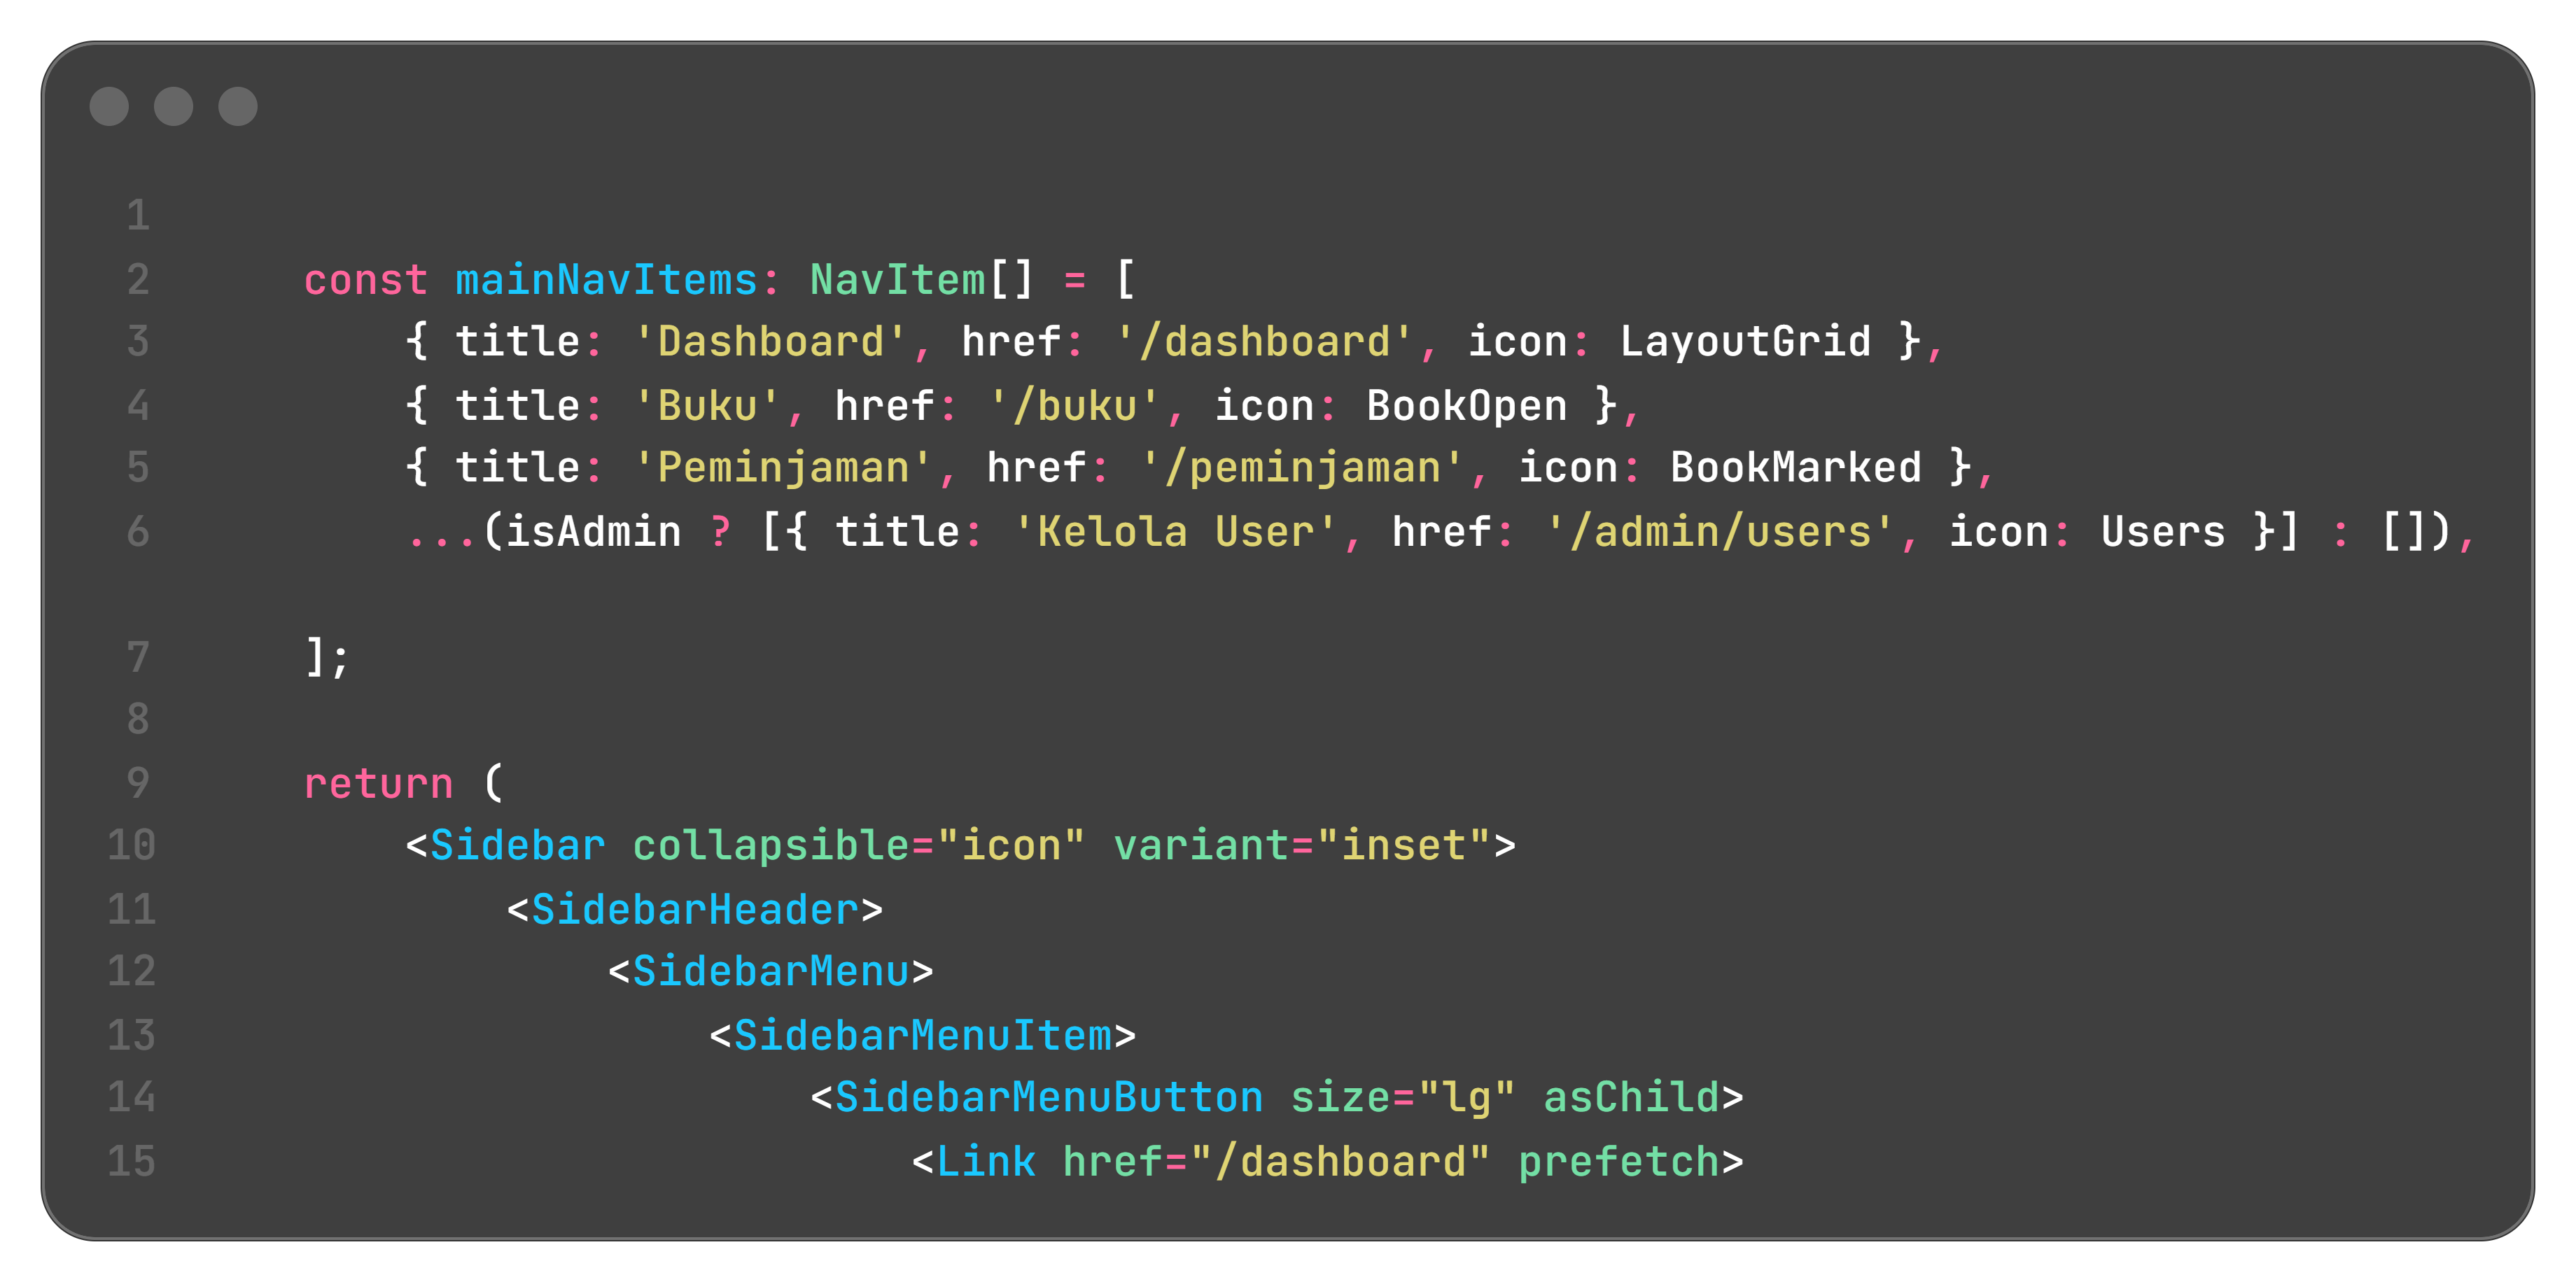 1
2 const mainNavItems: NavItem[] = [
3 { title: 'Dashboard', href: '/dashboard', icon: LayoutGrid },
4 { title: 'Buku', href: '/buku', icon: BookOpen },
5 { title: 'Peminjaman', href: '/peminjaman', icon: BookMarked },
6 ...(isAdmin ? [{ title: 'Kelola User', href: '/admin/users', icon: Users }] : []),
7 ];
8
9 return (
10 <Sidebar collapsible="icon" variant="inset">
11 <SidebarHeader>
12 <SidebarMenu>
13 <SidebarMenuItem>
14 <SidebarMenuButton size="lg" asChild>
15 <Link href="/dashboard" prefetch>